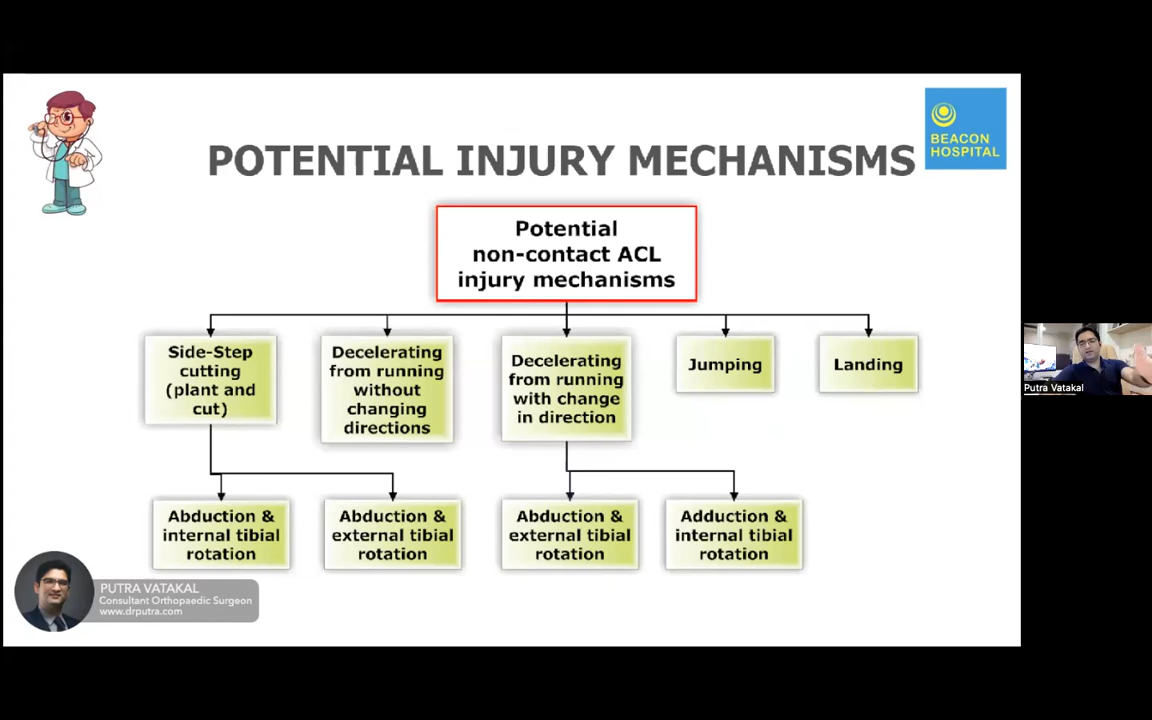 BEACON
HOSPITAL
POTENTIAL INJURY MECHANISMS
Potential
non-contact ACL
injury mechanisms
Side-Step
cutting
(plant and
cut)
Decelerating
from running
without
changing
directions
Decelerating
from running
with change
in direction
Jumping
Landing
Abduction &
internal tibial
rotation
Abduction &
external tibial
rotation
Abduction &
external tibial
rotation
Adduction &
internal tibial
rotation
PUTRA VATAKAL
Consultant Orthopaedic Surgeon
www.drputra.com
Putra Vatakal